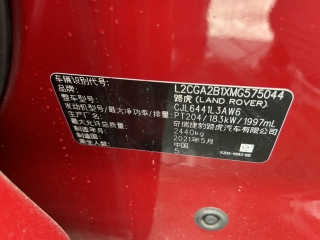 车辆识别代号: L2CGA2B1XMG575044
品牌: 路虎 (LAND ROVER)
整车型号: CJL6441L3AW6
发动机型号/最大净功率/排量: PT204/183kW/1997mL
生产厂名: 奇瑞捷豹路虎汽车有限公司
最大允许总质量: 2440kg
生产年月: 2021年5月
制造国: 中国
乘坐人数: 5